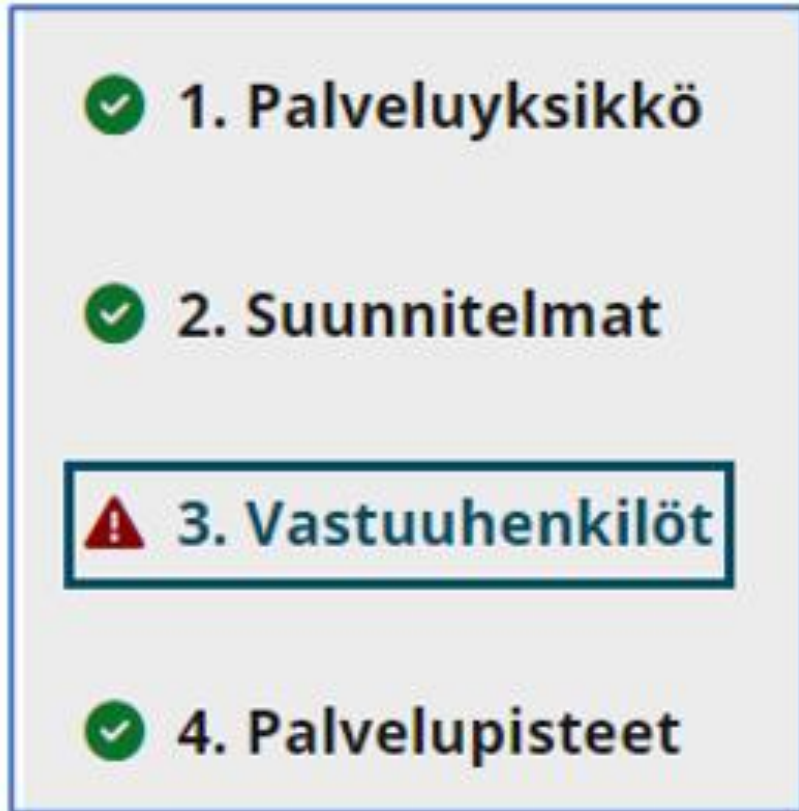 1. Palveluyksikkö
2. Suunnitelmat
3. Vastuuhenkilöt
4. Palvelupisteet